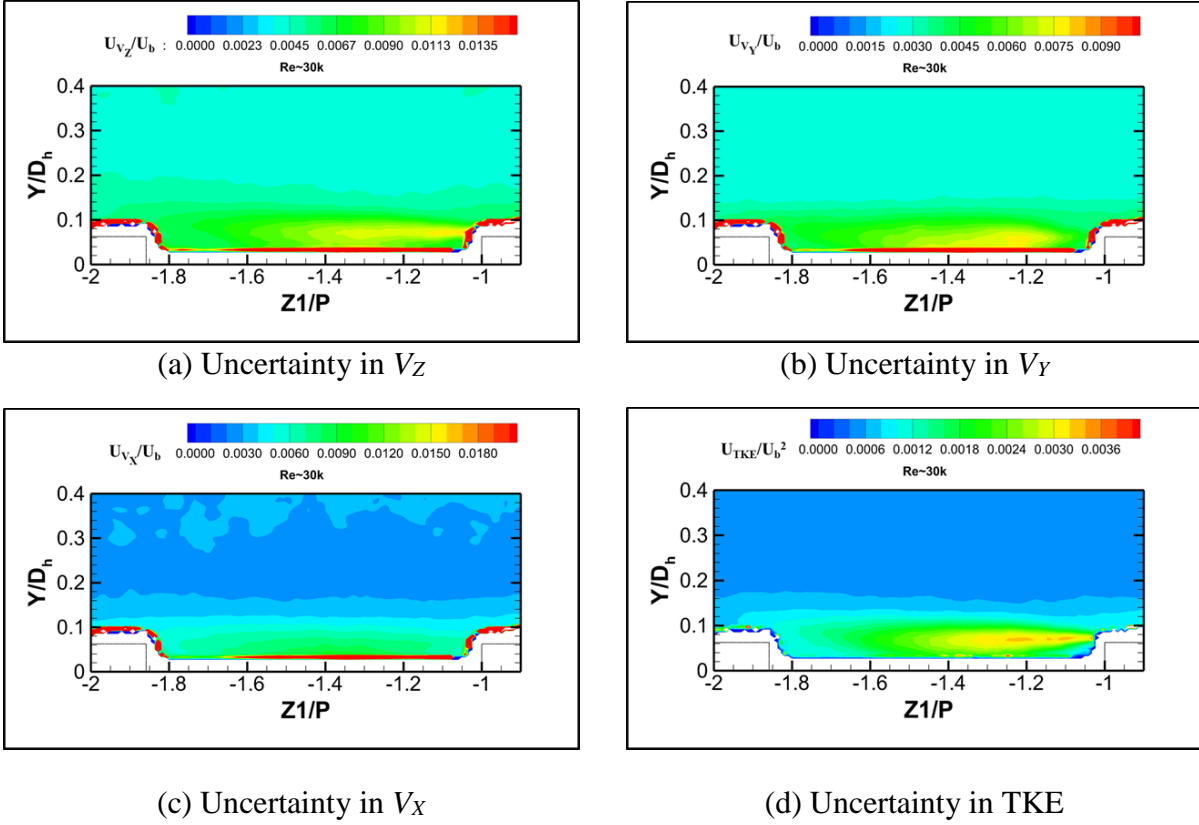 U_{V_Z}/U_b : 0.0000 0.0023 0.0045 0.0067 0.0090 0.0113 0.0135
Re~30k
Y/D_h
0.4
0.3
0.2
0.1
0
-2 -1.8 -1.6 -1.4 -1.2 -1
Z1/P
(a) Uncertainty in V_Z
U_{V_Y}/U_b 0.0000 0.0015 0.0030 0.0045 0.0060 0.0075 0.0090
Re~30k
Y/D_h
0.4
0.3
0.2
0.1
0
-2 -1.8 -1.6 -1.4 -1.2 -1
Z1/P
(b) Uncertainty in V_Y
U_{V_X}/U_b 0.0000 0.0030 0.0060 0.0090 0.0120 0.0150 0.0180
Re~30k
Y/D_h
0.4
0.3
0.2
0.1
0
-2 -1.8 -1.6 -1.4 -1.2 -1
Z1/P
(c) Uncertainty in V_X
U_{TKE}/U_b^2 0.0000 0.0006 0.0012 0.0018 0.0024 0.0030 0.0036
Re~30k
Y/D_h
0.4
0.3
0.2
0.1
0
-2 -1.8 -1.6 -1.4 -1.2 -1
Z1/P
(d) Uncertainty in TKE